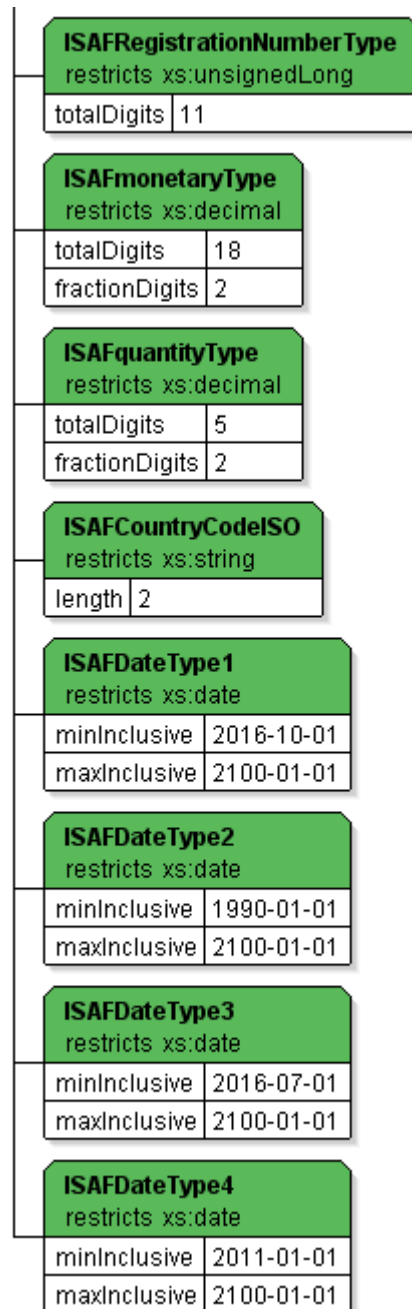 ISAFRegistrationNumberType
restricts xs:unsignedLong
totalDigits 11
ISAFmonetaryType
restricts xs:decimal
totalDigits 18
fractionDigits 2
ISAFquantityType
restricts xs:decimal
totalDigits 5
fractionDigits 2
ISAFCountryCodeISO
restricts xs:string
length 2
ISAFDateType1
restricts xs:date
minInclusive 2016-10-01
maxInclusive 2100-01-01
ISAFDateType2
restricts xs:date
minInclusive 1990-01-01
maxInclusive 2100-01-01
ISAFDateType3
restricts xs:date
minInclusive 2016-07-01
maxInclusive 2100-01-01
ISAFDateType4
restricts xs:date
minInclusive 2011-01-01
maxInclusive 2100-01-01